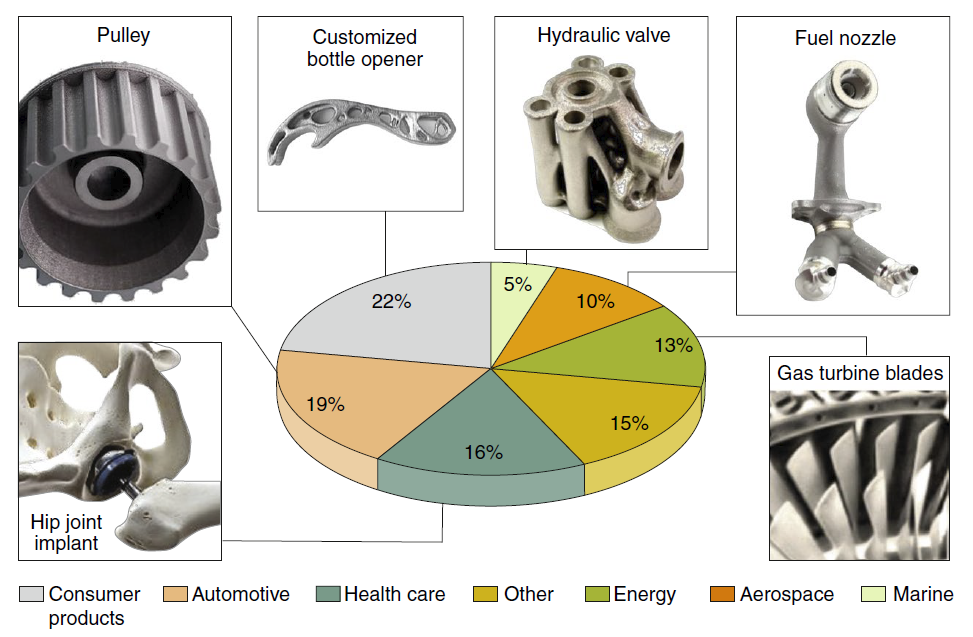 Pulley
Customized
bottle opener
Hydraulic valve
Fuel nozzle
5%
22%
10%
13%
Gas turbine blades
19%
15%
16%
Hip joint
implant
Consumer
products
Automotive
Health care
Other
Energy
Aerospace
Marine